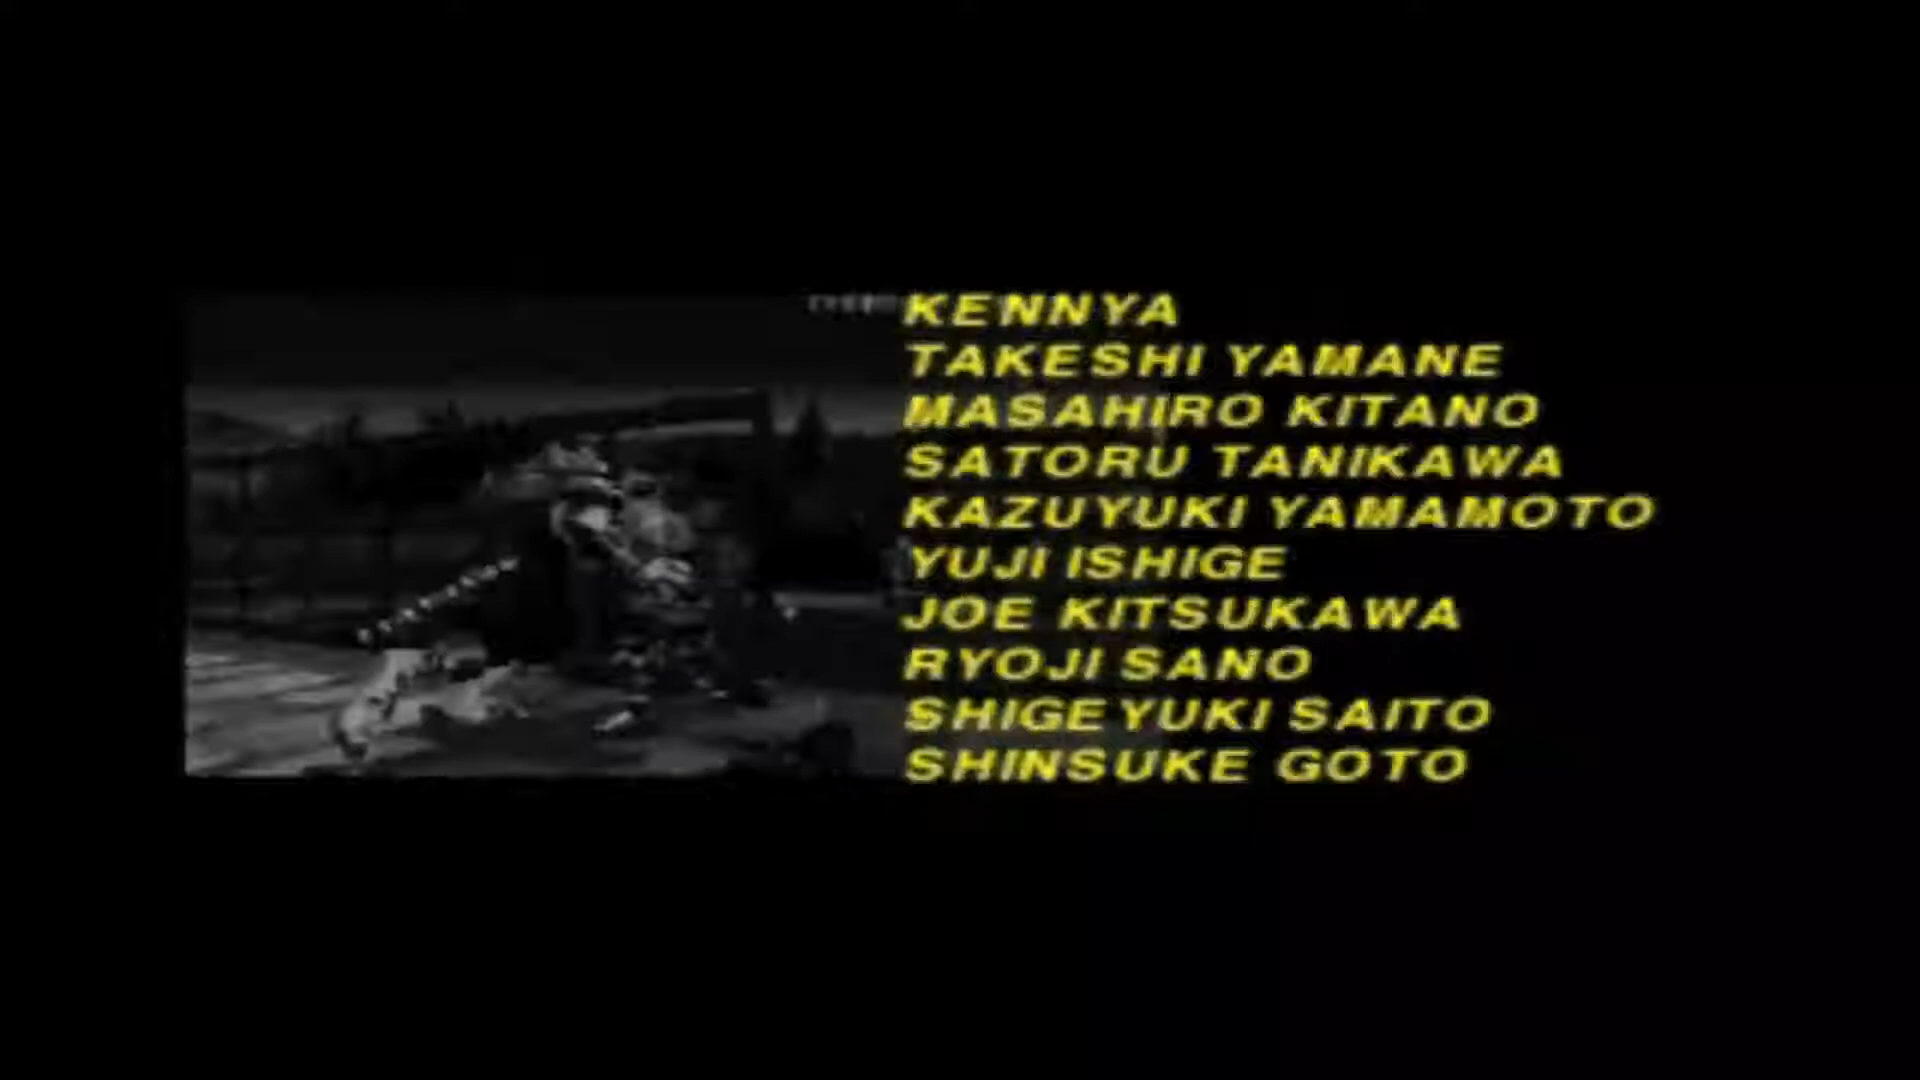 KENNYA
TAKESHI YAMANE
MASAHIRO KITANO
SATORU TANIKAWA
KAZUYUKI YAMAMOTO
YUJI ISHIGE
JOE KITSUKAWA
RYOJI SANO
SHIGEYUKI SAITO
SHINSUKE GOTO